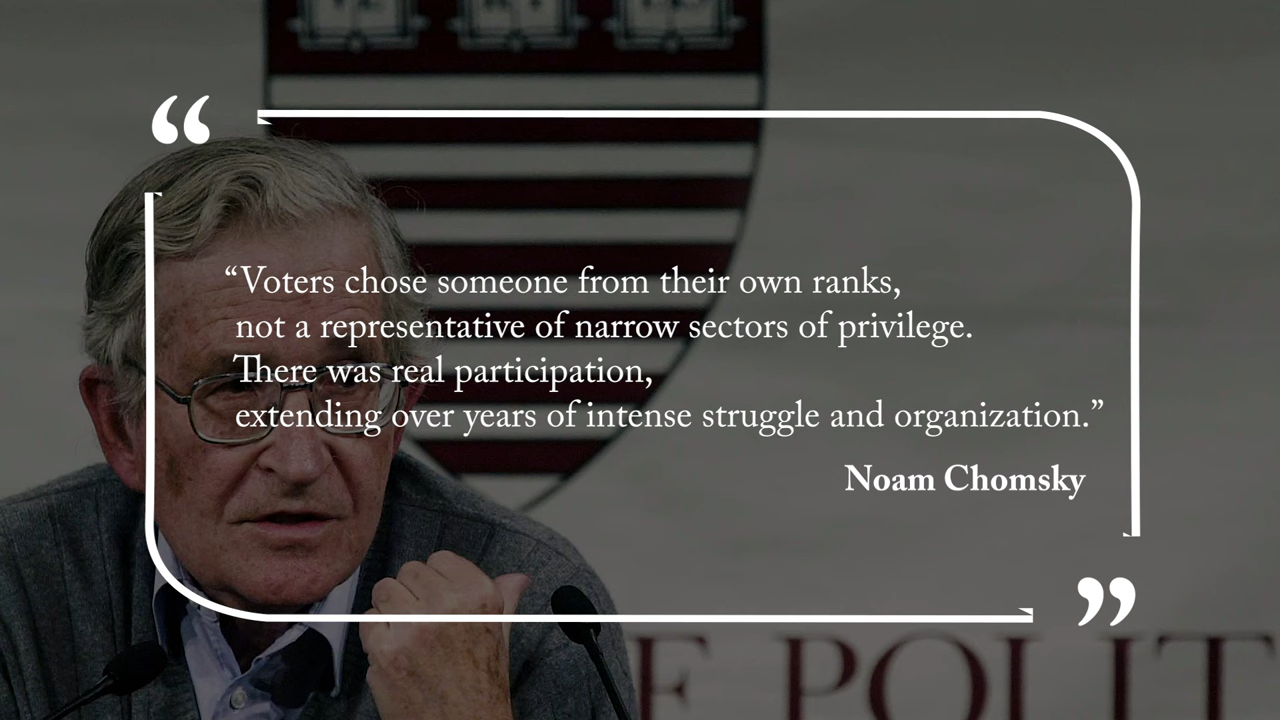 “Voters chose someone from their own ranks,
not a representative of narrow sectors of privilege.
There was real participation,
extending over years of intense struggle and organization.”
Noam Chomsky
E POLIT